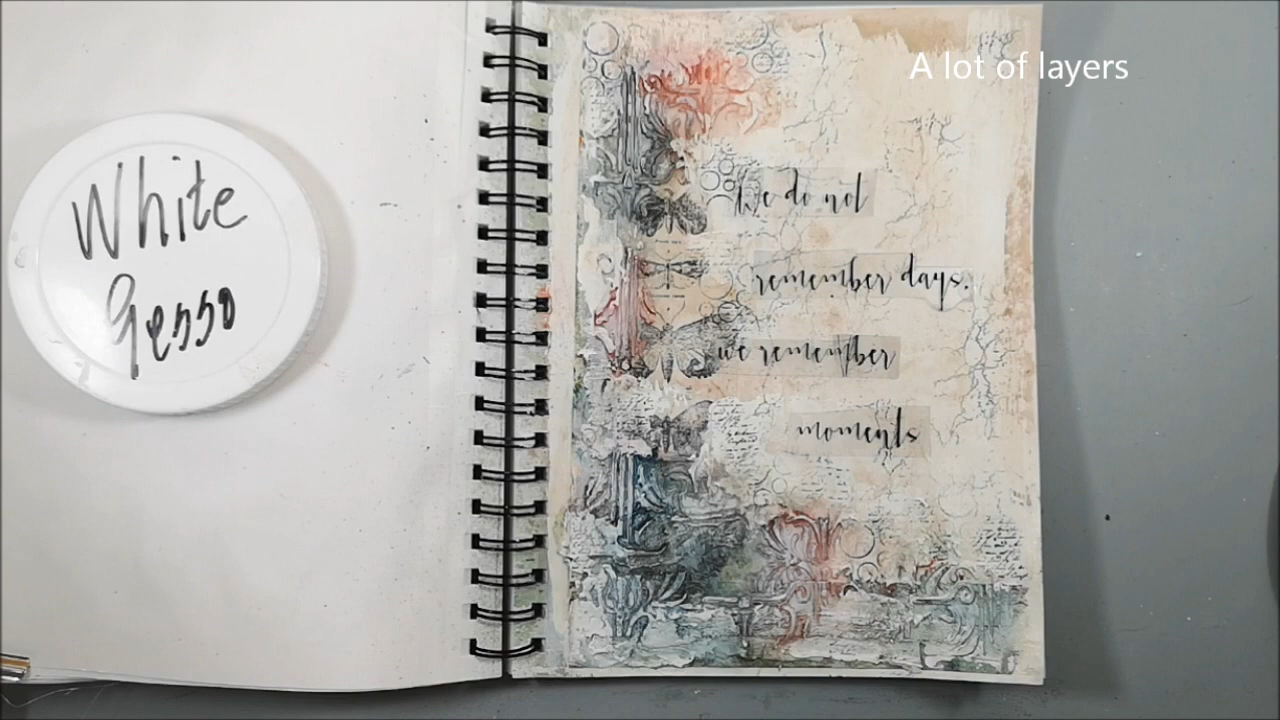 A lot of layers
White
Gesso
We do not
remember days.
we remember
moments